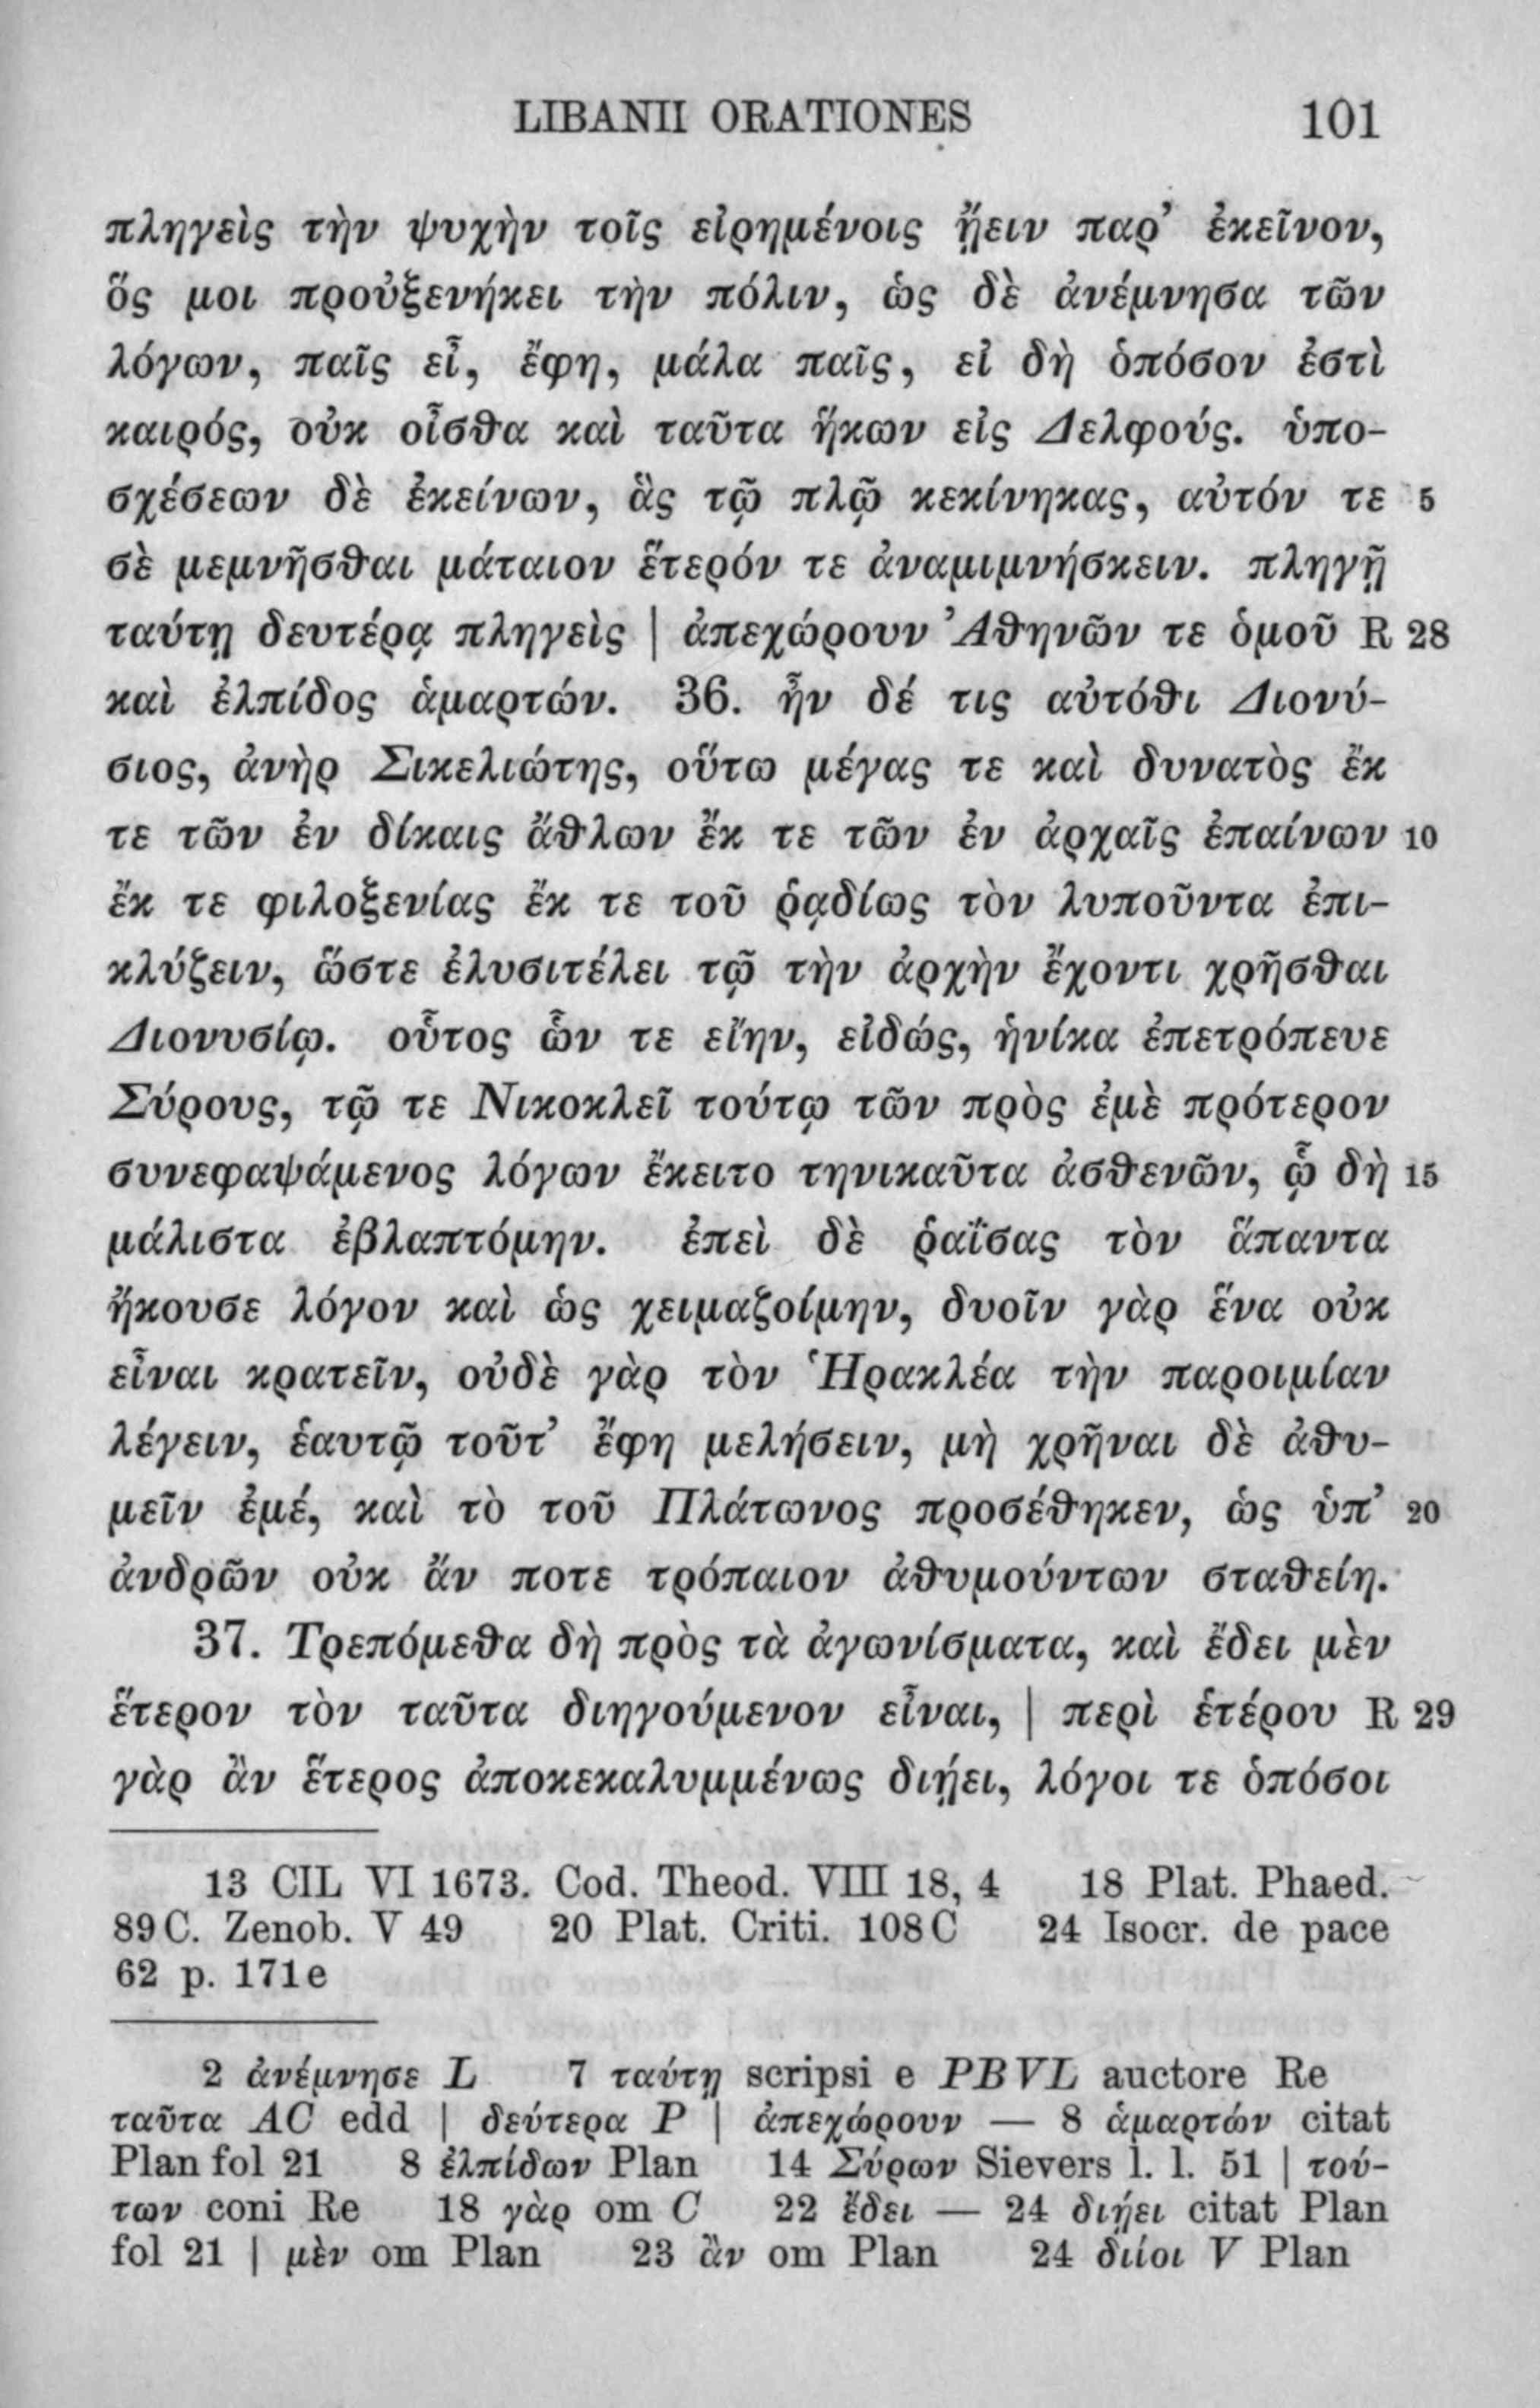 LIBANII ORATIONES 101
πληγεὶς τὴν ψυχὴν τοῖς εἰρημένοις ᾔειν παρ’ ἐκεῖνον,
ὅς μοι προὐξενήκει τὴν πόλιν, ὡς δὲ ἀνέμνησα τῶν
λόγων, παῖς εἶ, ἔφη, μάλα παῖς, εἰ δὴ ὁπόσον ἐστὶ
καιρός, οὐκ οἶσθα καὶ ταῦτα ἥκων εἰς Δελφούς. ὑπο-
σχέσεων δὲ ἐκείνων, ἃς τῷ πλῷ κεκίνηκας, αὐτόν τε 5
σὲ μεμνῆσθαι μάταιον ἕτερόν τε ἀναμιμνήσκειν. πληγῇ
ταύτῃ δευτέρᾳ πληγεὶς | ἀπεχώρουν Ἀθηνῶν τε ὁμοῦ R 28
καὶ ἐλπίδος ἁμαρτών. 36. ἦν δέ τις αὐτόθι Διονύ-
σιος, ἀνὴρ Σικελιώτης, οὕτω μέγας τε καὶ δυνατὸς ἔκ
τε τῶν ἐν δίκαις ἄθλων ἔκ τε τῶν ἐν ἀρχαῖς ἐπαίνων 10
ἔκ τε φιλοξενίας ἔκ τε τοῦ ῥᾳδίως τὸν λυποῦντα ἐπι-
κλύζειν, ὥστε ἐλυσιτέλει τῷ τὴν ἀρχὴν ἔχοντι χρῆσθαι
Διονυσίῳ. οὗτος ὧν τε εἴην, εἰδώς, ἡνίκα ἐπετρόπευε
Σύρους, τῷ τε Νικοκλεῖ τούτῳ τῶν πρὸς ἐμὲ πρότερον
συνεφαψάμενος λόγων ἔκειτο τηνικαῦτα ἀσθενῶν, ᾧ δὴ 15
μάλιστα ἐβλαπτόμην. ἐπεὶ δὲ ῥαΐσας τὸν ἅπαντα
ἤκουσε λόγον καὶ ὡς χειμαζοίμην, δυοῖν γὰρ ἕνα οὐκ
εἶναι κρατεῖν, οὐδὲ γὰρ τὸν Ἡρακλέα τὴν παροιμίαν
λέγειν, ἑαυτῷ τοῦτ’ ἔφη μελήσειν, μὴ χρῆναι δὲ ἀθυ-
μεῖν ἐμέ, καὶ τὸ τοῦ Πλάτωνος προσέθηκεν, ὡς ὑπ’ 20
ἀνδρῶν οὐκ ἄν ποτε τρόπαιον ἀθυμούντων σταθείη.
37. Τρεπόμεθα δὴ πρὸς τὰ ἀγωνίσματα, καὶ ἔδει μὲν
ἕτερον τὸν ταῦτα διηγούμενον εἶναι, | περὶ ἑτέρου R 29
γὰρ ἂν ἕτερος ἀποκεκαλυμμένως διῄει, λόγοι τε ὁπόσοι
13 CIL VI 1673. Cod. Theod. VIII 18, 4 18 Plat. Phaed.
89 C. Zenob. V 49 20 Plat. Criti. 108 C 24 Isocr. de pace
62 p. 171 e
2 ἀνέμνησε L 7 ταύτῃ scripsi e PBVL auctore Re
ταῦτα AC edd | δεύτερα P | ἀπεχώρουν — 8 ἁμαρτών citat
Plan fol 21 8 ἐλπίδων Plan 14 Σύρων Sievers l. l. 51 | τού-
των coni Re 18 γὰρ om C 22 ἔδει — 24 διῄει citat Plan
fol 21 | μὲν om Plan 23 ἂν om Plan 24 διίοι V Plan